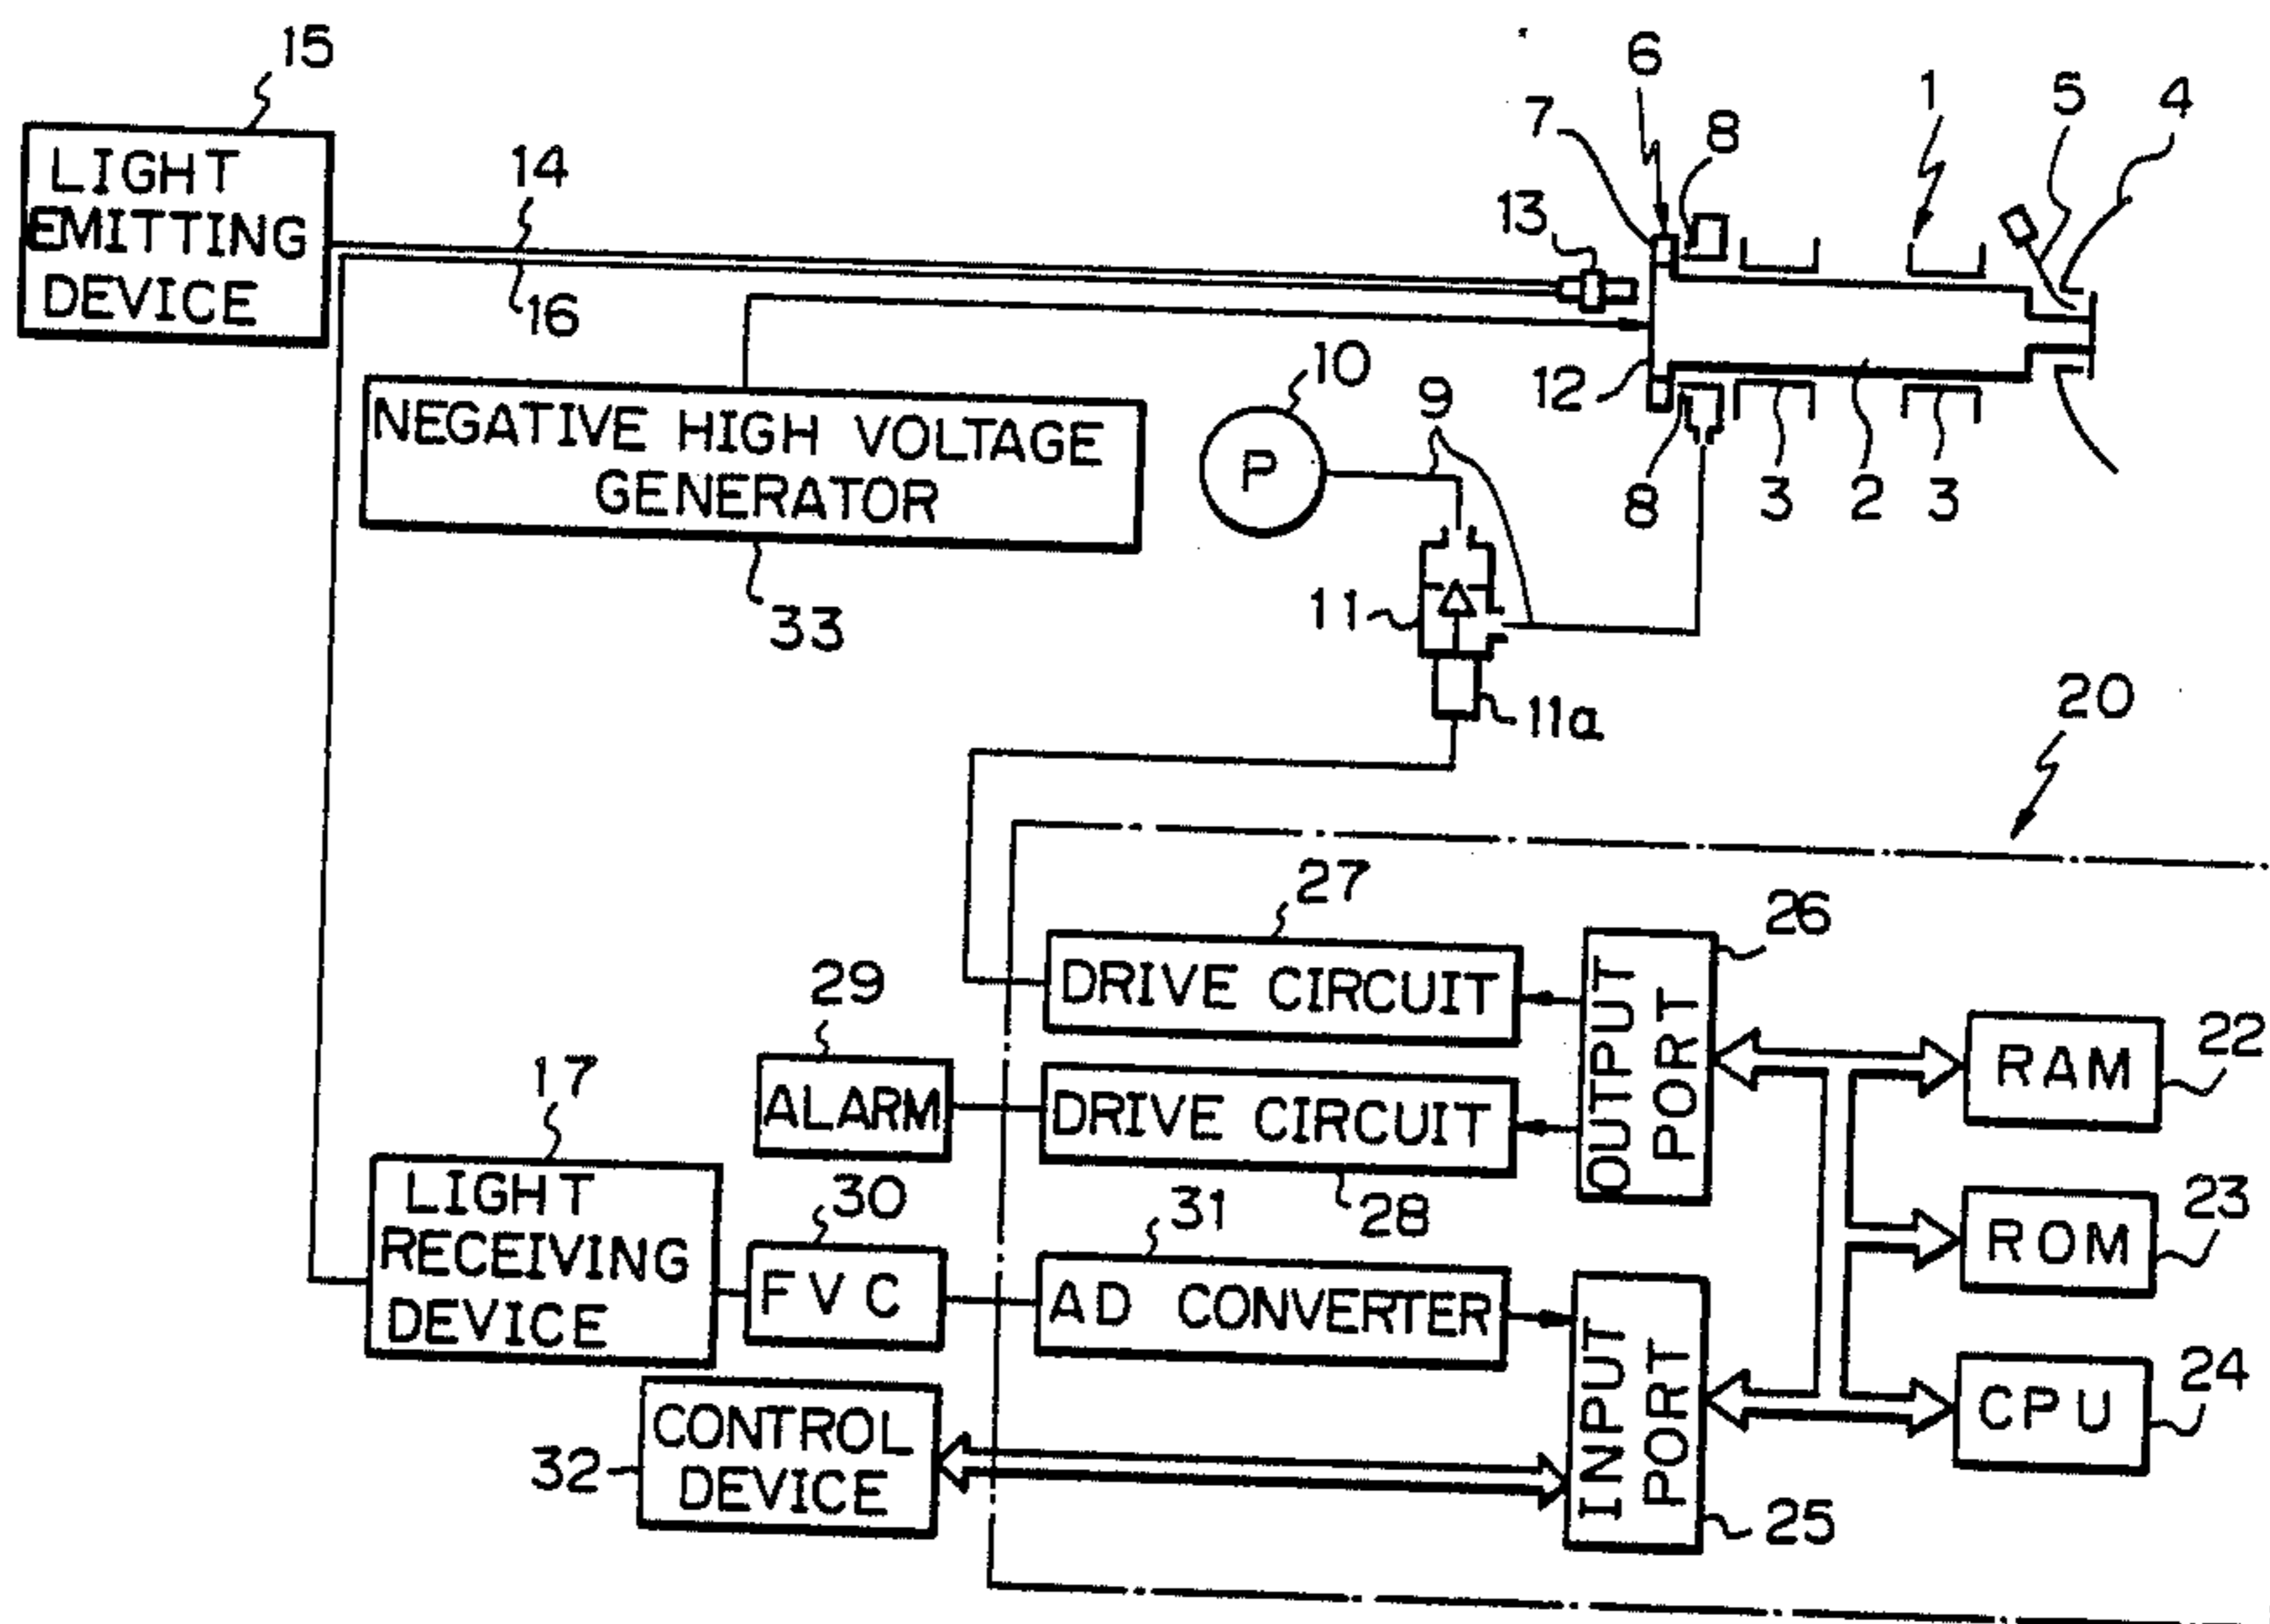 15
LIGHT
EMITTING
DEVICE
14
16
6
7
8
1
5
4
13
12
10
9
P
8
3
2
3
NEGATIVE HIGH VOLTAGE
GENERATOR
33
11
11a
20
27
DRIVE CIRCUIT
26
OUTPUT
PORT
29
ALARM
DRIVE CIRCUIT
28
RAM
22
17
LIGHT
RECEIVING
DEVICE
30
FVC
31
AD CONVERTER
ROM
23
INPUT
PORT
25
CPU
24
32
CONTROL
DEVICE